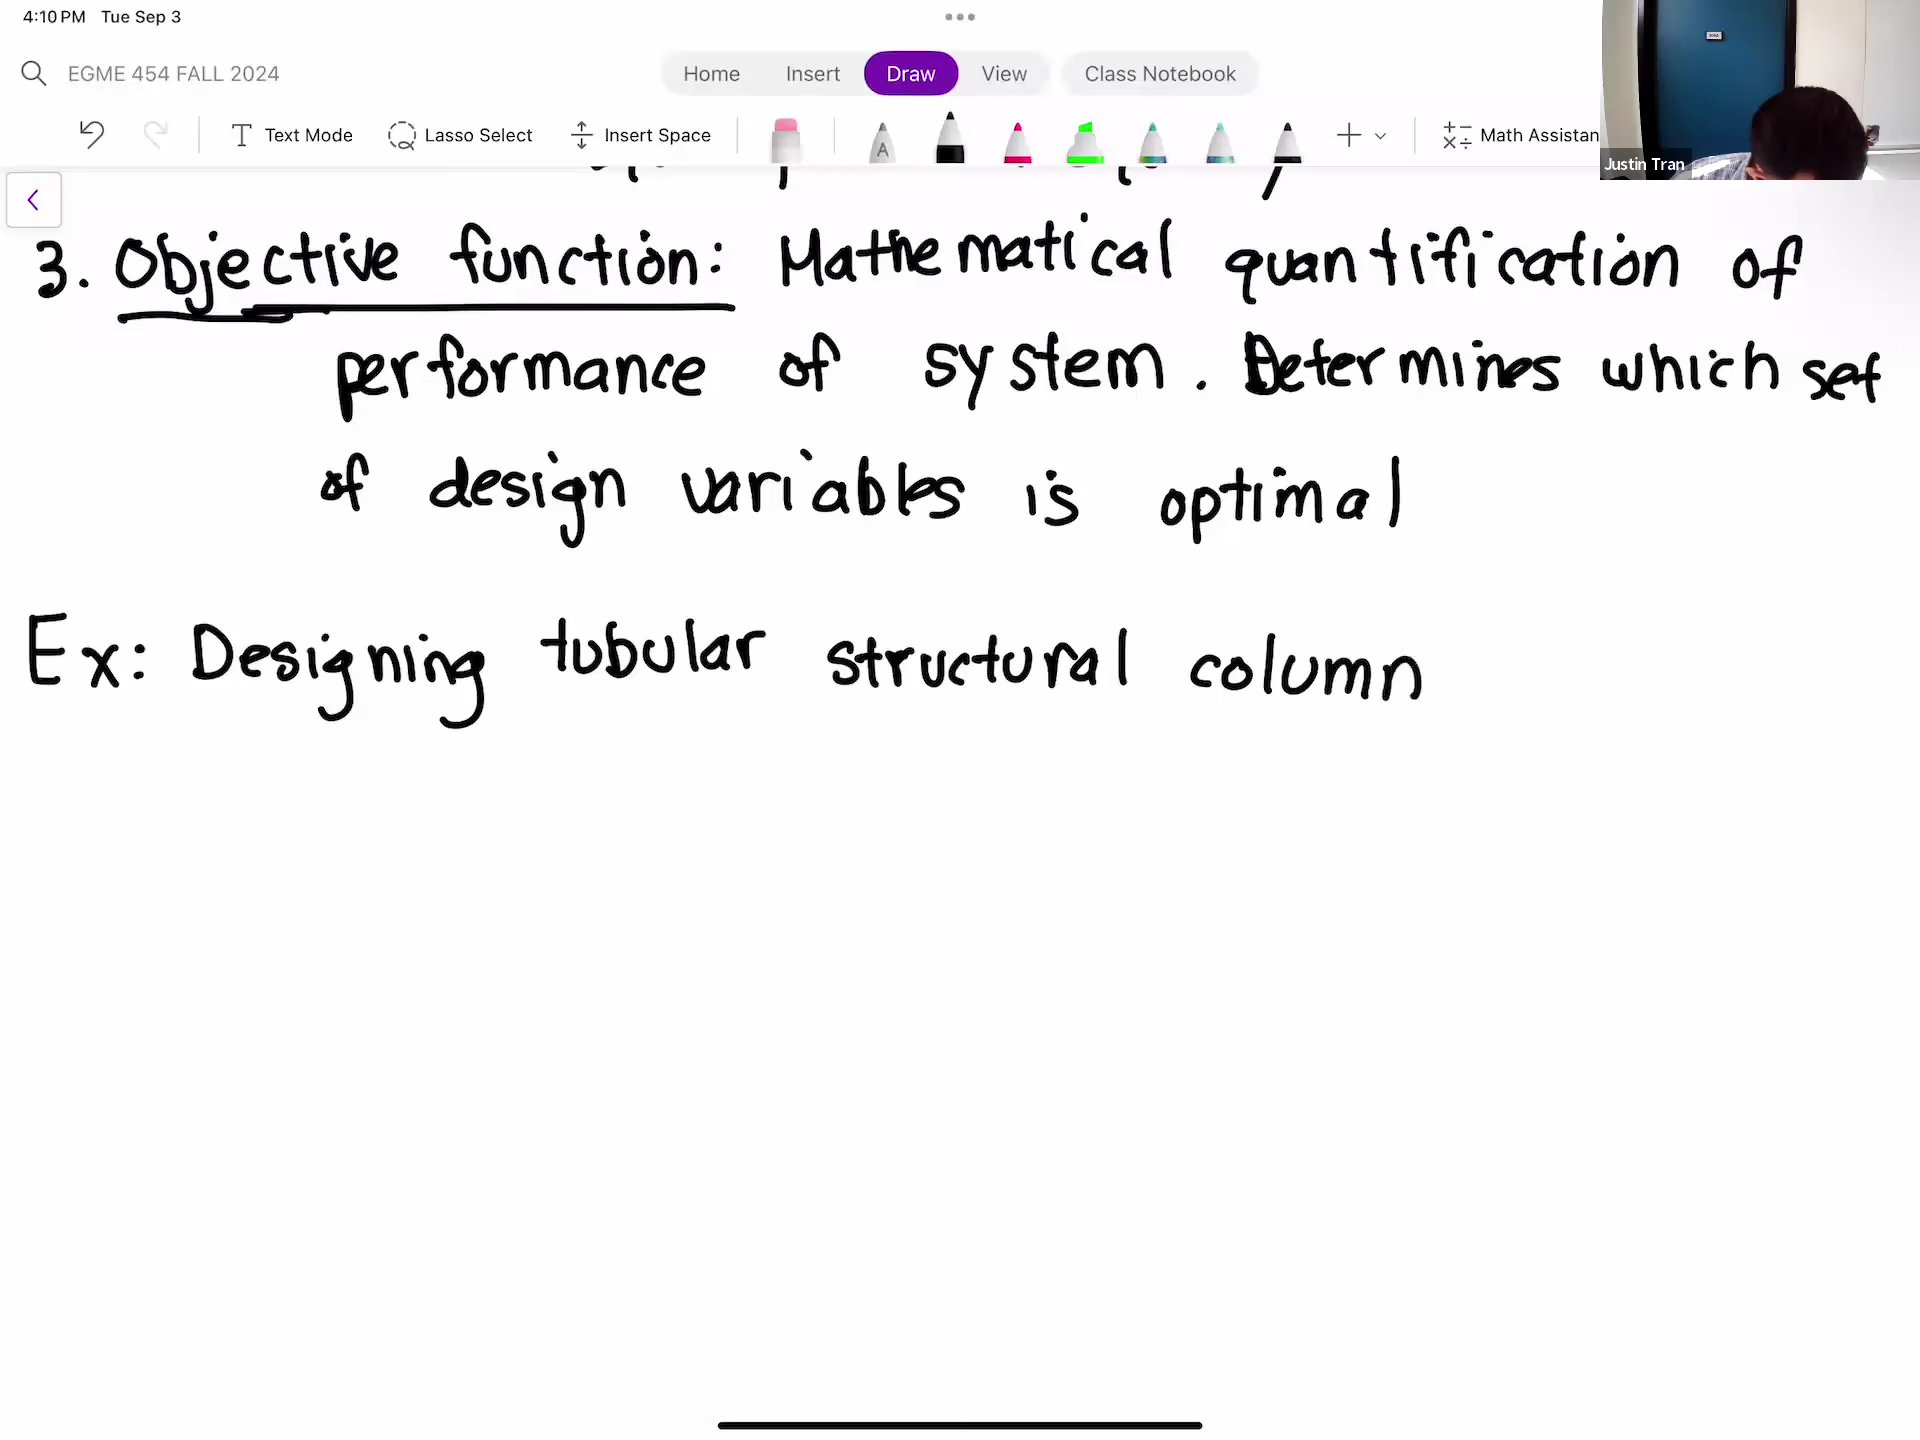 4:10 PM Tue Sep 3
EGME 454 FALL 2024
Home Insert Draw View Class Notebook
Text Mode Lasso Select Insert Space A Math Assistan
Justin Tran
3. Objective function: Mathematical quantification of
performance of system. Determines which set
of design variables is optimal
Ex: Designing tubular structural column